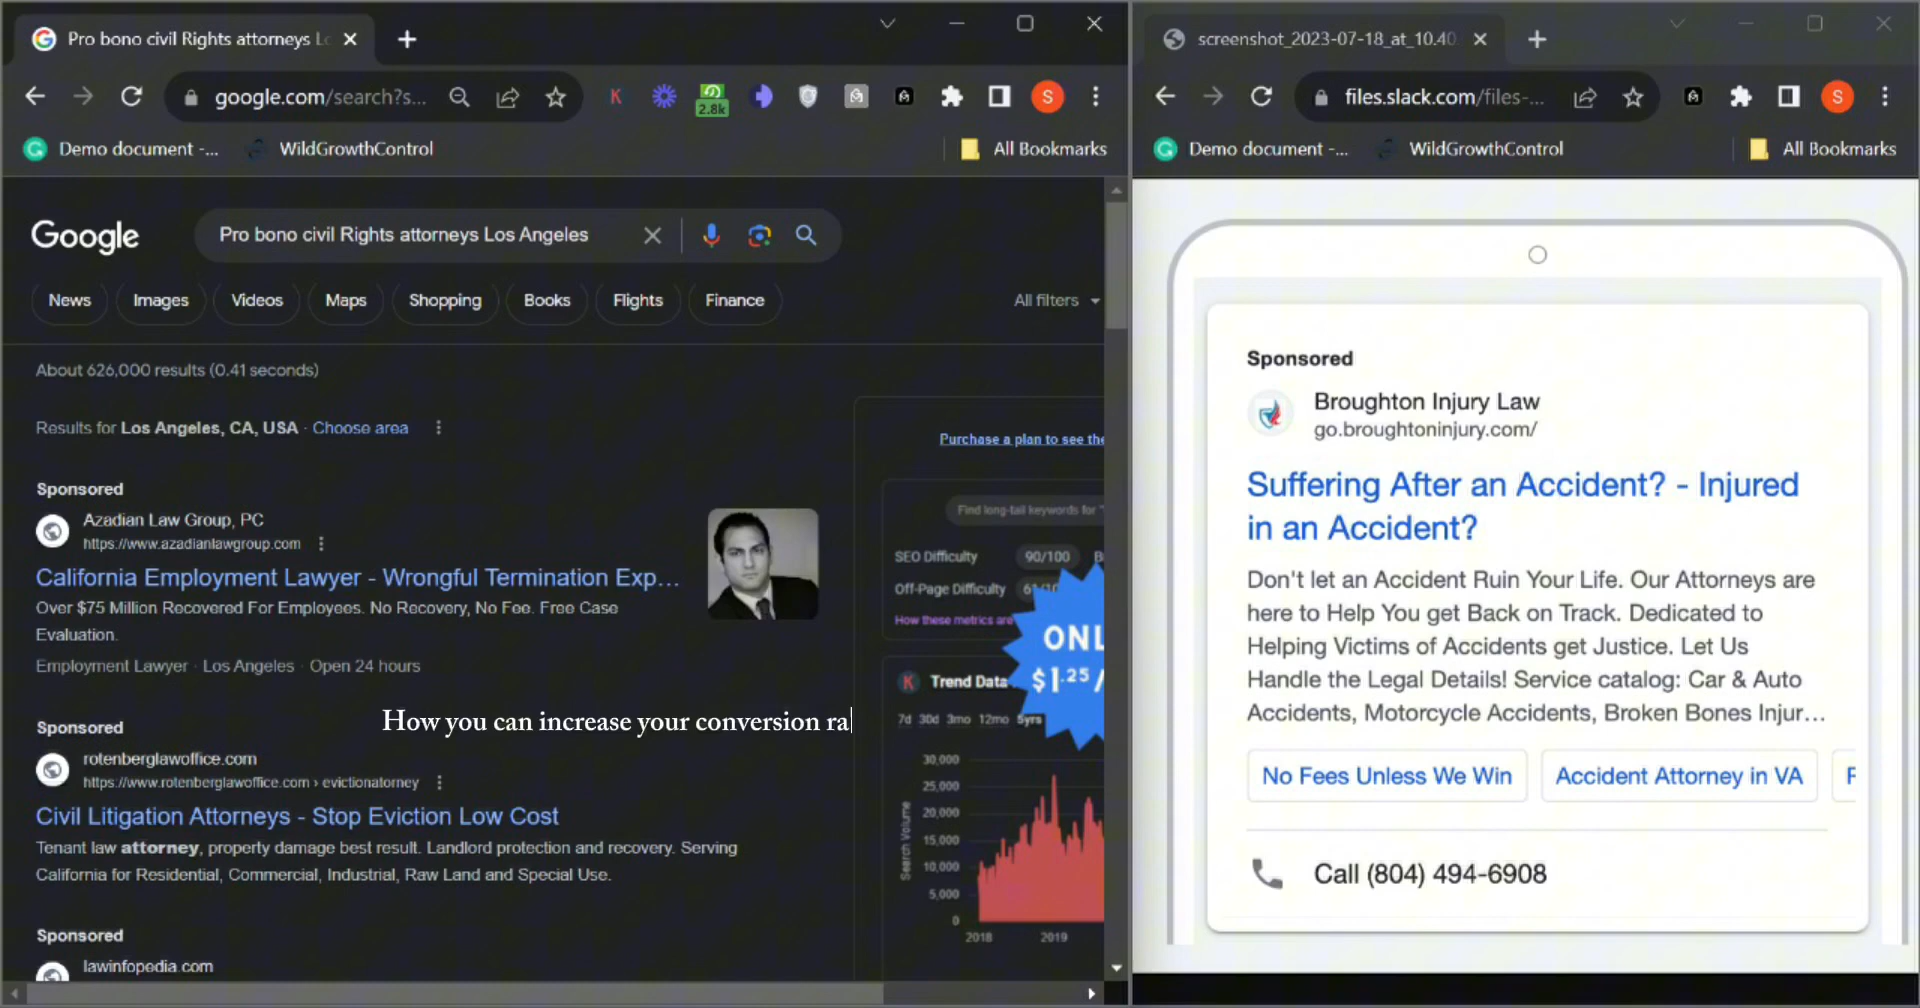 Pro bono civil Rights attorneys
google.com/search?s...
2.8k
S
Demo document -...
WildGrowthControl
All Bookmarks
Google
Pro bono civil Rights attorneys Los Angeles
News
Images
Videos
Maps
Shopping
Books
Flights
Finance
All filters
About 626,000 results (0.41 seconds)
Results for Los Angeles, CA, USA · Choose area
Sponsored
Azadian Law Group, PC
https://www.azadianlawgroup.com
California Employment Lawyer - Wrongful Termination Exp...
Over $75 Million Recovered For Employees. No Recovery, No Fee. Free Case
Evaluation.
Employment Lawyer · Los Angeles · Open 24 hours
Sponsored
rotenberglawoffice.com
https://www.rotenberglawoffice.com › evictionatorney
Civil Litigation Attorneys - Stop Eviction Low Cost
Tenant law attorney, property damage best result. Landlord protection and recovery. Serving
California for Residential, Commercial, Industrial, Raw Land and Special Use.
Sponsored
lawinfopedia.com
How you can increase your conversion ra
Purchase a plan to see the
Find long-tail keywords for "
SEO Difficulty
90/100
B
Off-Page Difficulty
How these metrics are
ONL
$1.25/
K
Trend Data
7d 30d 3mo 12mo 5yrs
30,000
25,000
20,000
15,000
10,000
5,000
0
Search Volume
2018
2019
screenshot_2023-07-18_at_10.40
files.slack.com/files-...
S
Demo document -...
WildGrowthControl
All Bookmarks
Sponsored
Broughton Injury Law
go.broughtoninjury.com/
Suffering After an Accident? - Injured
in an Accident?
Don't let an Accident Ruin Your Life. Our Attorneys are
here to Help You get Back on Track. Dedicated to
Helping Victims of Accidents get Justice. Let Us
Handle the Legal Details! Service catalog: Car & Auto
Accidents, Motorcycle Accidents, Broken Bones Injur...
No Fees Unless We Win
Accident Attorney in VA
Call (804) 494-6908